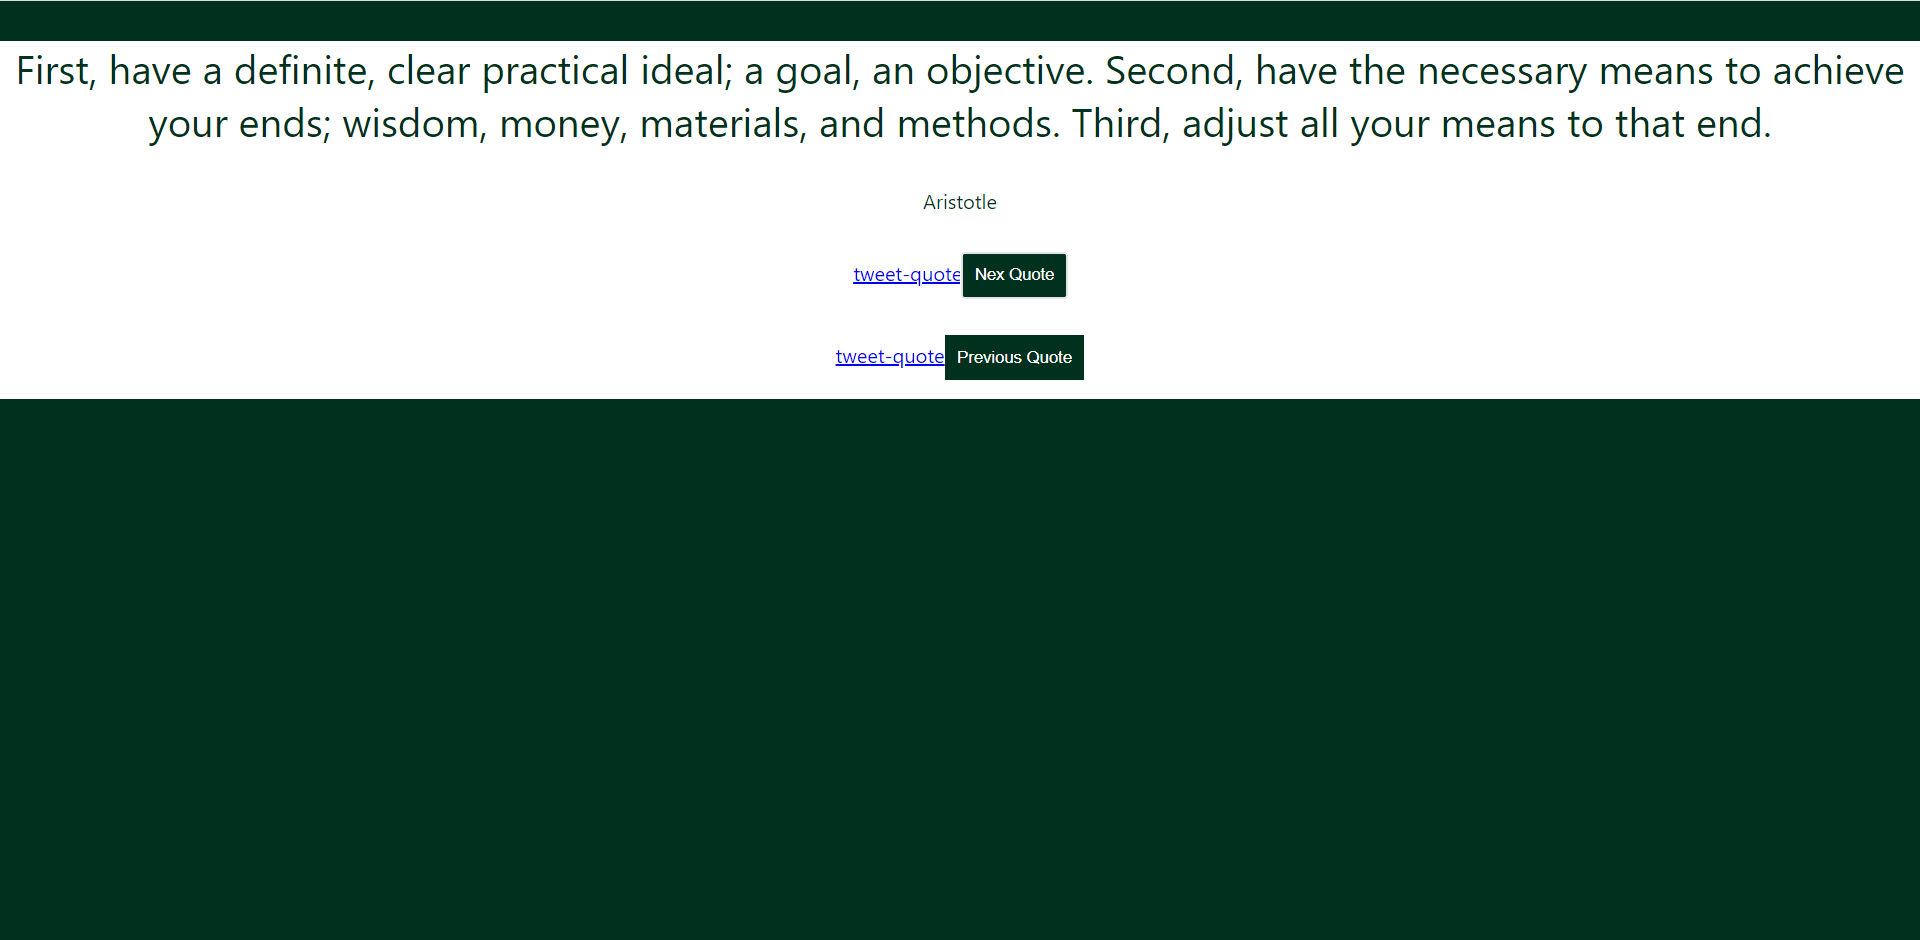 First, have a definite, clear practical ideal; a goal, an objective. Second, have the necessary means to achieve
your ends; wisdom, money, materials, and methods. Third, adjust all your means to that end.
Aristotle
tweet-quote Nex Quote
tweet-quote Previous Quote